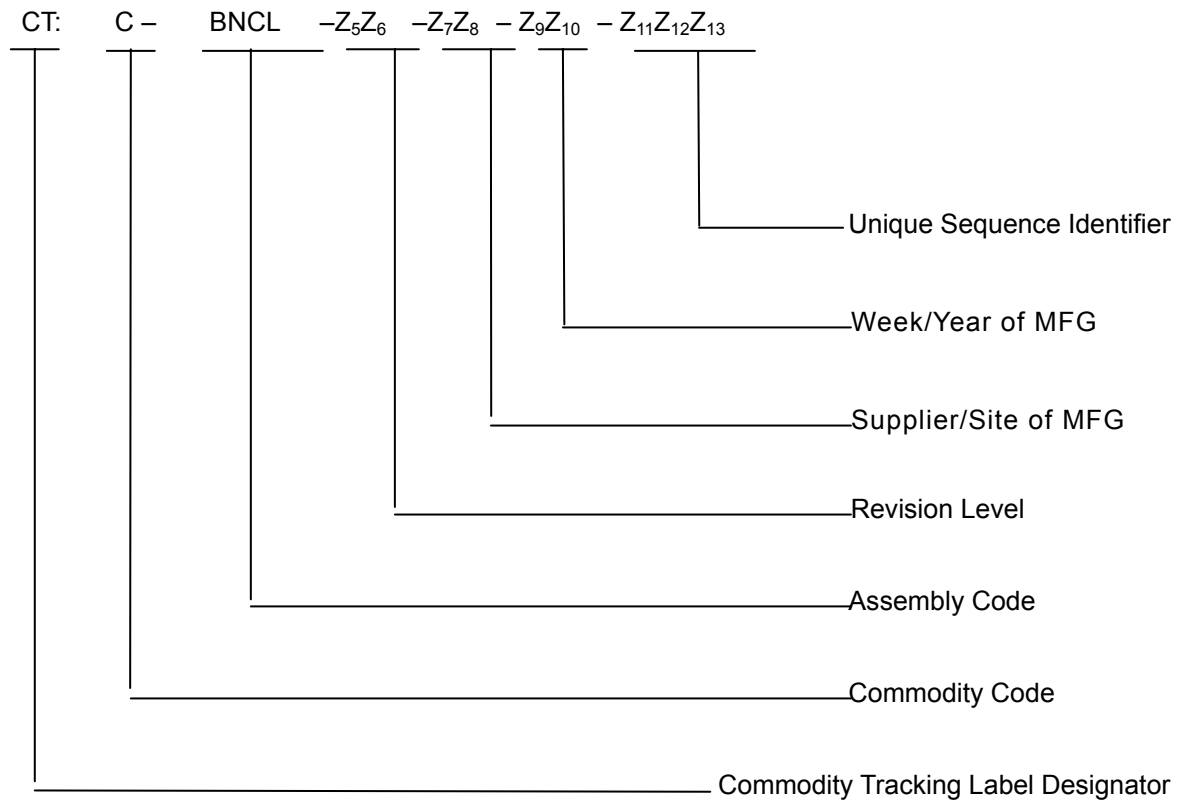 CT: C – BNCL –Z₅Z₆ –Z₇Z₈ – Z₉Z₁₀ – Z₁₁Z₁₂Z₁₃
Unique Sequence Identifier
Week/Year of MFG
Supplier/Site of MFG
Revision Level
Assembly Code
Commodity Code
Commodity Tracking Label Designator